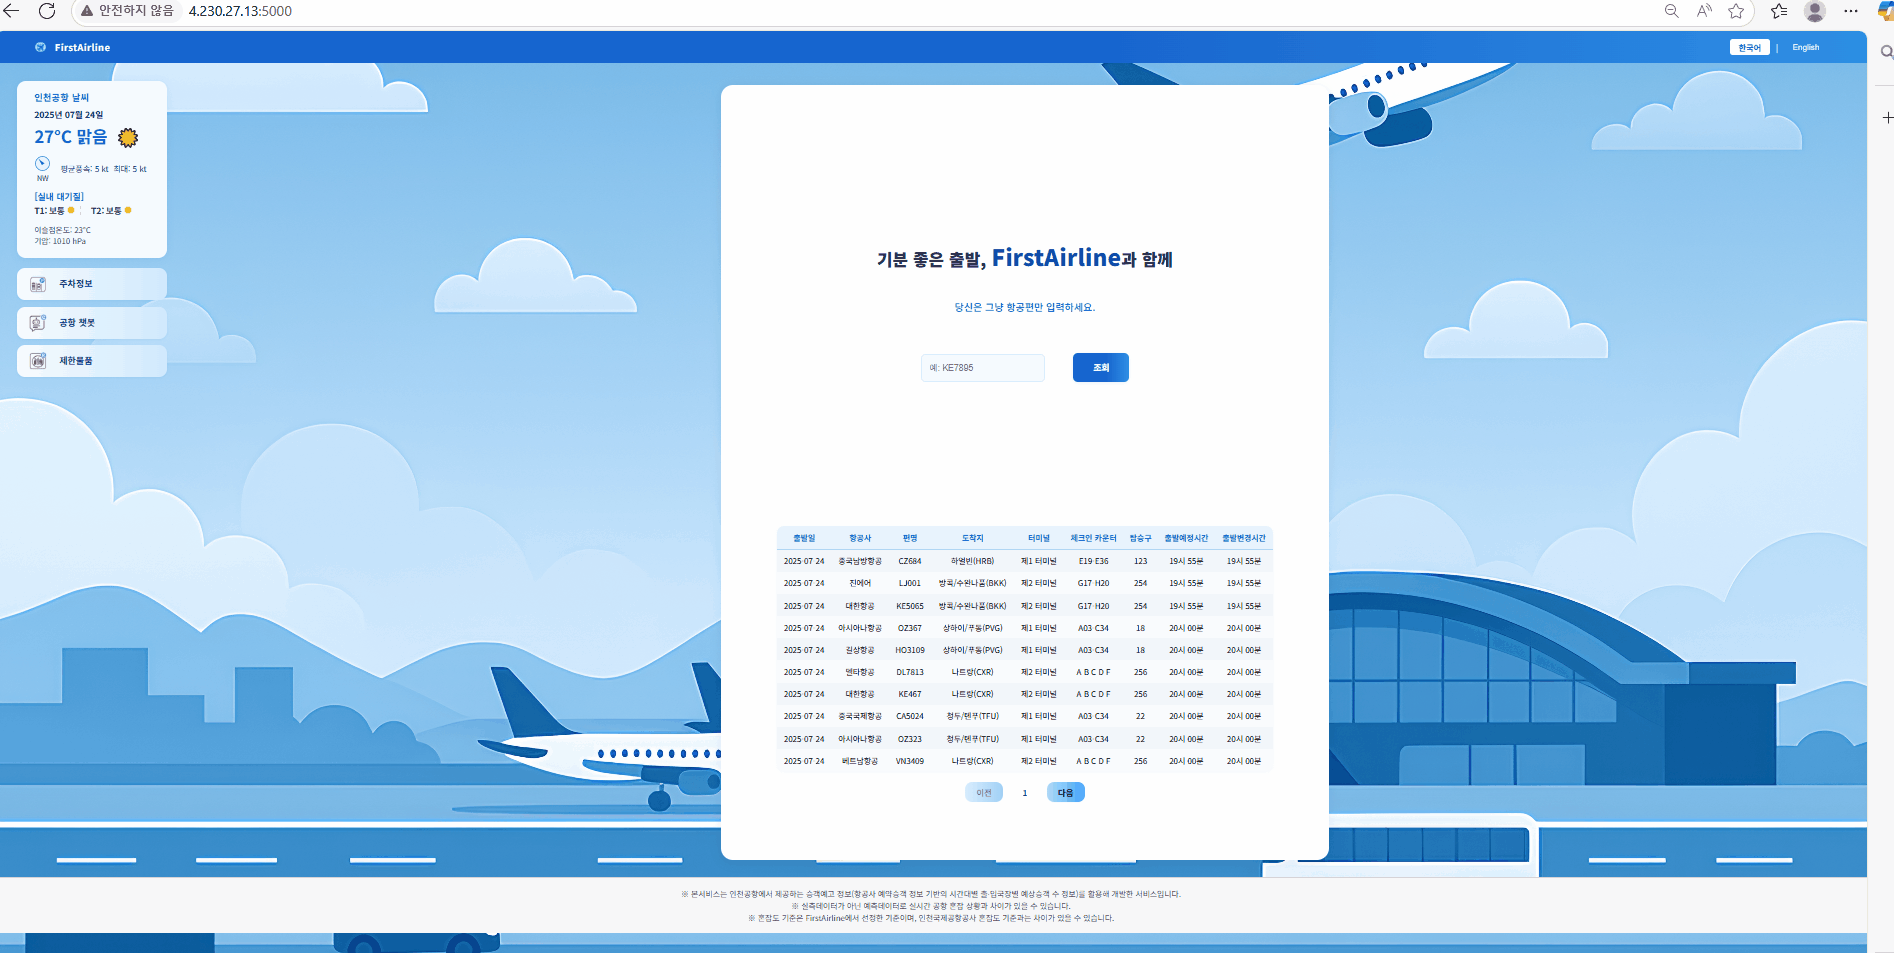 안전하지 않음 4.230.27.13:5000
FirstAirline
한국어 | English
인천공항 날씨
2025년 07월 24일
27°C 맑음
NW 평균풍속: 5 kt 최대: 5 kt
[실내 대기질]
T1: 보통 T2: 보통
이슬점온도: 23°C
기압: 1010 hPa
주차정보
공항 챗봇
제한물품
기분 좋은 출발, FirstAirline과 함께
당신은 그냥 항공편만 입력하세요.
예: KE7895 조회
출발일 항공사 편명 도착지 터미널 체크인 카운터 탑승구 출발예정시간 출발변경시간
2025-07-24 중국남방항공 CZ684 하얼빈(HRB) 제1 터미널 E19-E36 123 19시 55분 19시 55분
2025-07-24 진에어 LJ001 방콕/수완나품(BKK) 제2 터미널 G17-H20 254 19시 55분 19시 55분
2025-07-24 대한항공 KE5065 방콕/수완나품(BKK) 제2 터미널 G17-H20 254 19시 55분 19시 55분
2025-07-24 아시아나항공 OZ367 상하이/푸동(PVG) 제1 터미널 A03-C34 18 20시 00분 20시 00분
2025-07-24 길상항공 HO3109 상하이/푸동(PVG) 제1 터미널 A03-C34 18 20시 00분 20시 00분
2025-07-24 델타항공 DL7813 나트랑(CXR) 제2 터미널 A B C D F 256 20시 00분 20시 00분
2025-07-24 대한항공 KE467 나트랑(CXR) 제2 터미널 A B C D F 256 20시 00분 20시 00분
2025-07-24 중국국제항공 CA5024 청두/텐푸(TFU) 제1 터미널 A03-C34 22 20시 00분 20시 00분
2025-07-24 아시아나항공 OZ323 청두/텐푸(TFU) 제1 터미널 A03-C34 22 20시 00분 20시 00분
2025-07-24 베트남항공 VN3409 나트랑(CXR) 제2 터미널 A B C D F 256 20시 00분 20시 00분
이전 1 다음
※ 본서비스는 인천공항에서 제공하는 승객예고 정보(항공사 예약승객 정보 기반의 시간대별 출·입국장별 예상승객 수 정보)를 활용해 개발한 서비스입니다.
※ 실측데이터가 아닌 예측데이터로 실시간 공항 혼잡 상황과 차이가 있을 수 있습니다.
※ 혼잡도 기준은 FirstAirline에서 선정한 기준이며, 인천국제공항공사 혼잡도 기준과는 차이가 있을 수 있습니다.